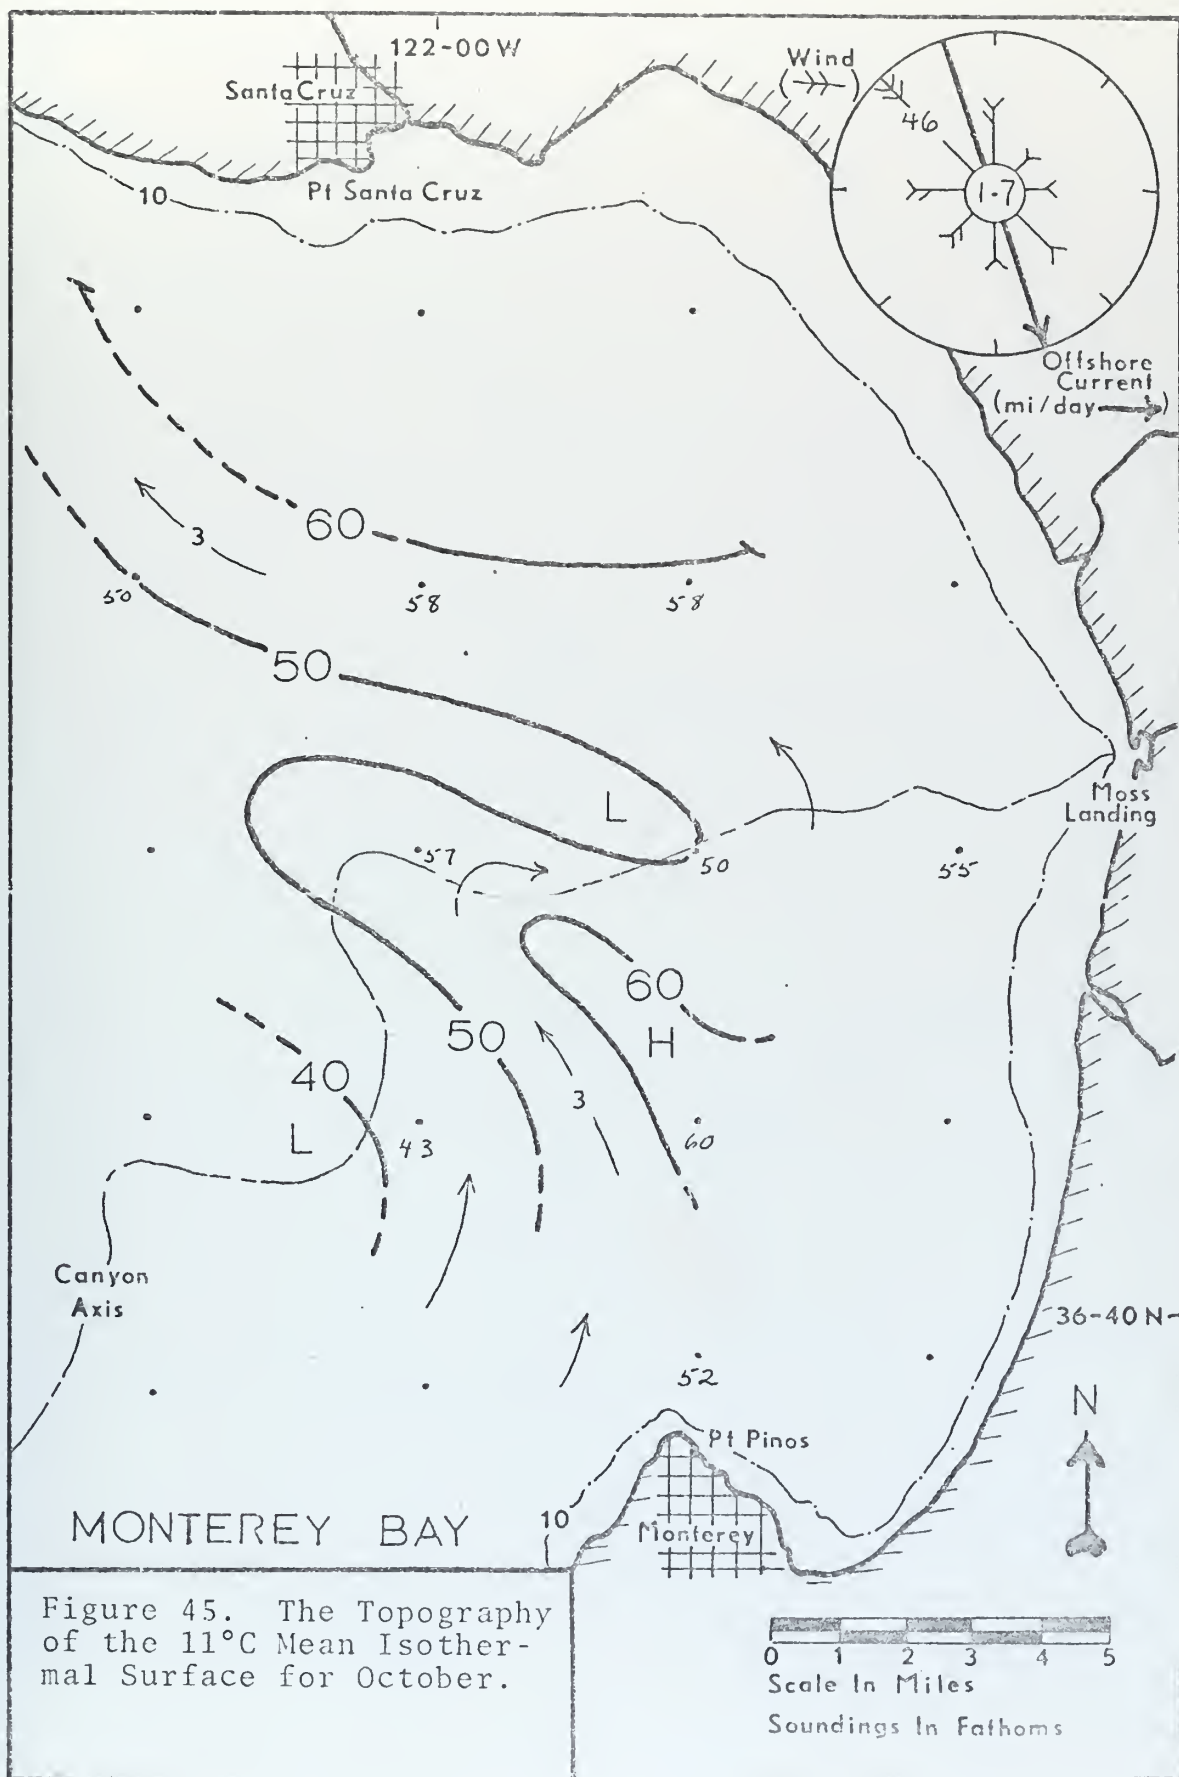 122-00 W
Wind
Santa Cruz
46
10
Pt Santa Cruz
1-7
Offshore
Current
(mi/day → )
60
3
50
58
58
50
Moss
Landing
L
57
50
55
60
H
50
40
L
3
43
60
Canyon
Axis
36-40 N
52
N
Pt Pinos
10
MONTEREY BAY
Monterey
Figure 45. The Topography
of the 11°C Mean Isother-
mal Surface for October.
0 1 2 3 4 5
Scale In Miles
Soundings In Fathoms